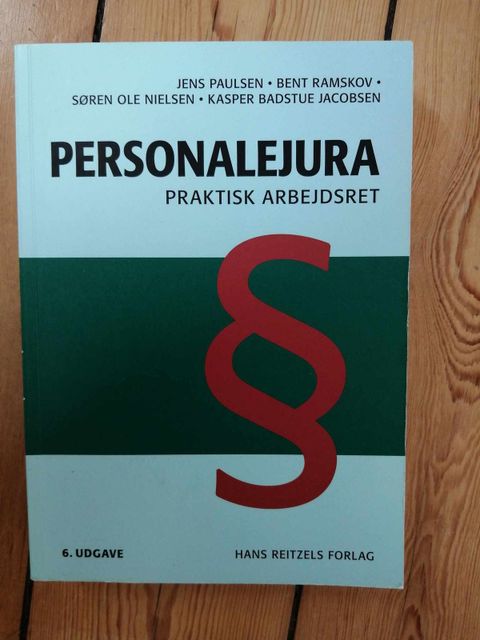 JENS PAULSEN • BENT RAMSKOV •
SØREN OLE NIELSEN • KASPER BADSTUE JACOBSEN
PERSONALEJURA
PRAKTISK ARBEJDSRET
§
6. UDGAVE
HANS REITZELS FORLAG